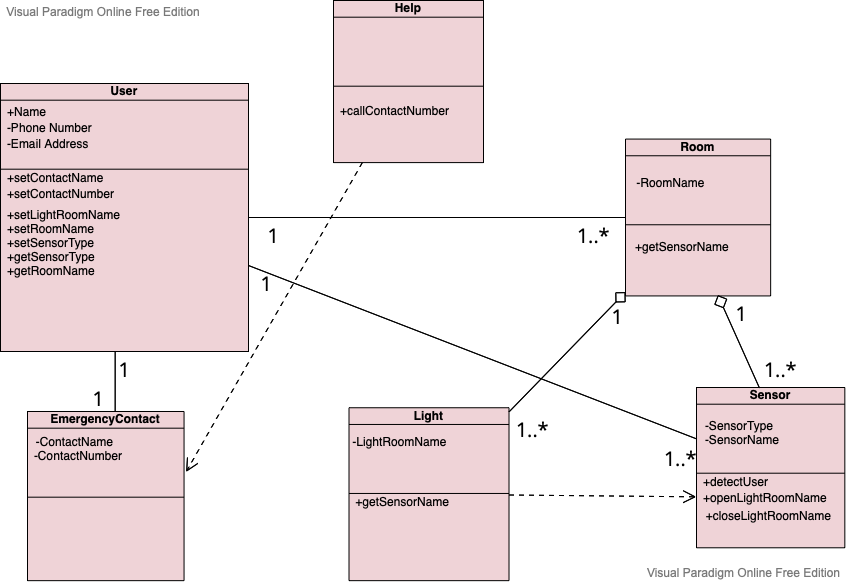 Visual Paradigm Online Free Edition
Help
+callContactNumber
User
+Name
-Phone Number
-Email Address
+setContactName
+setContactNumber
+setLightRoomName
+setRoomName
+setSensorType
+getSensorType
+getRoomName
Room
-RoomName
+getSensorName
1
1..*
1
1
1
1
1
1..*
1..*
1..*
EmergencyContact
-ContactName
-ContactNumber
Light
-LightRoomName
+getSensorName
Sensor
-SensorType
-SensorName
+detectUser
+openLightRoomName
+closeLightRoomName
Visual Paradigm Online Free Edition